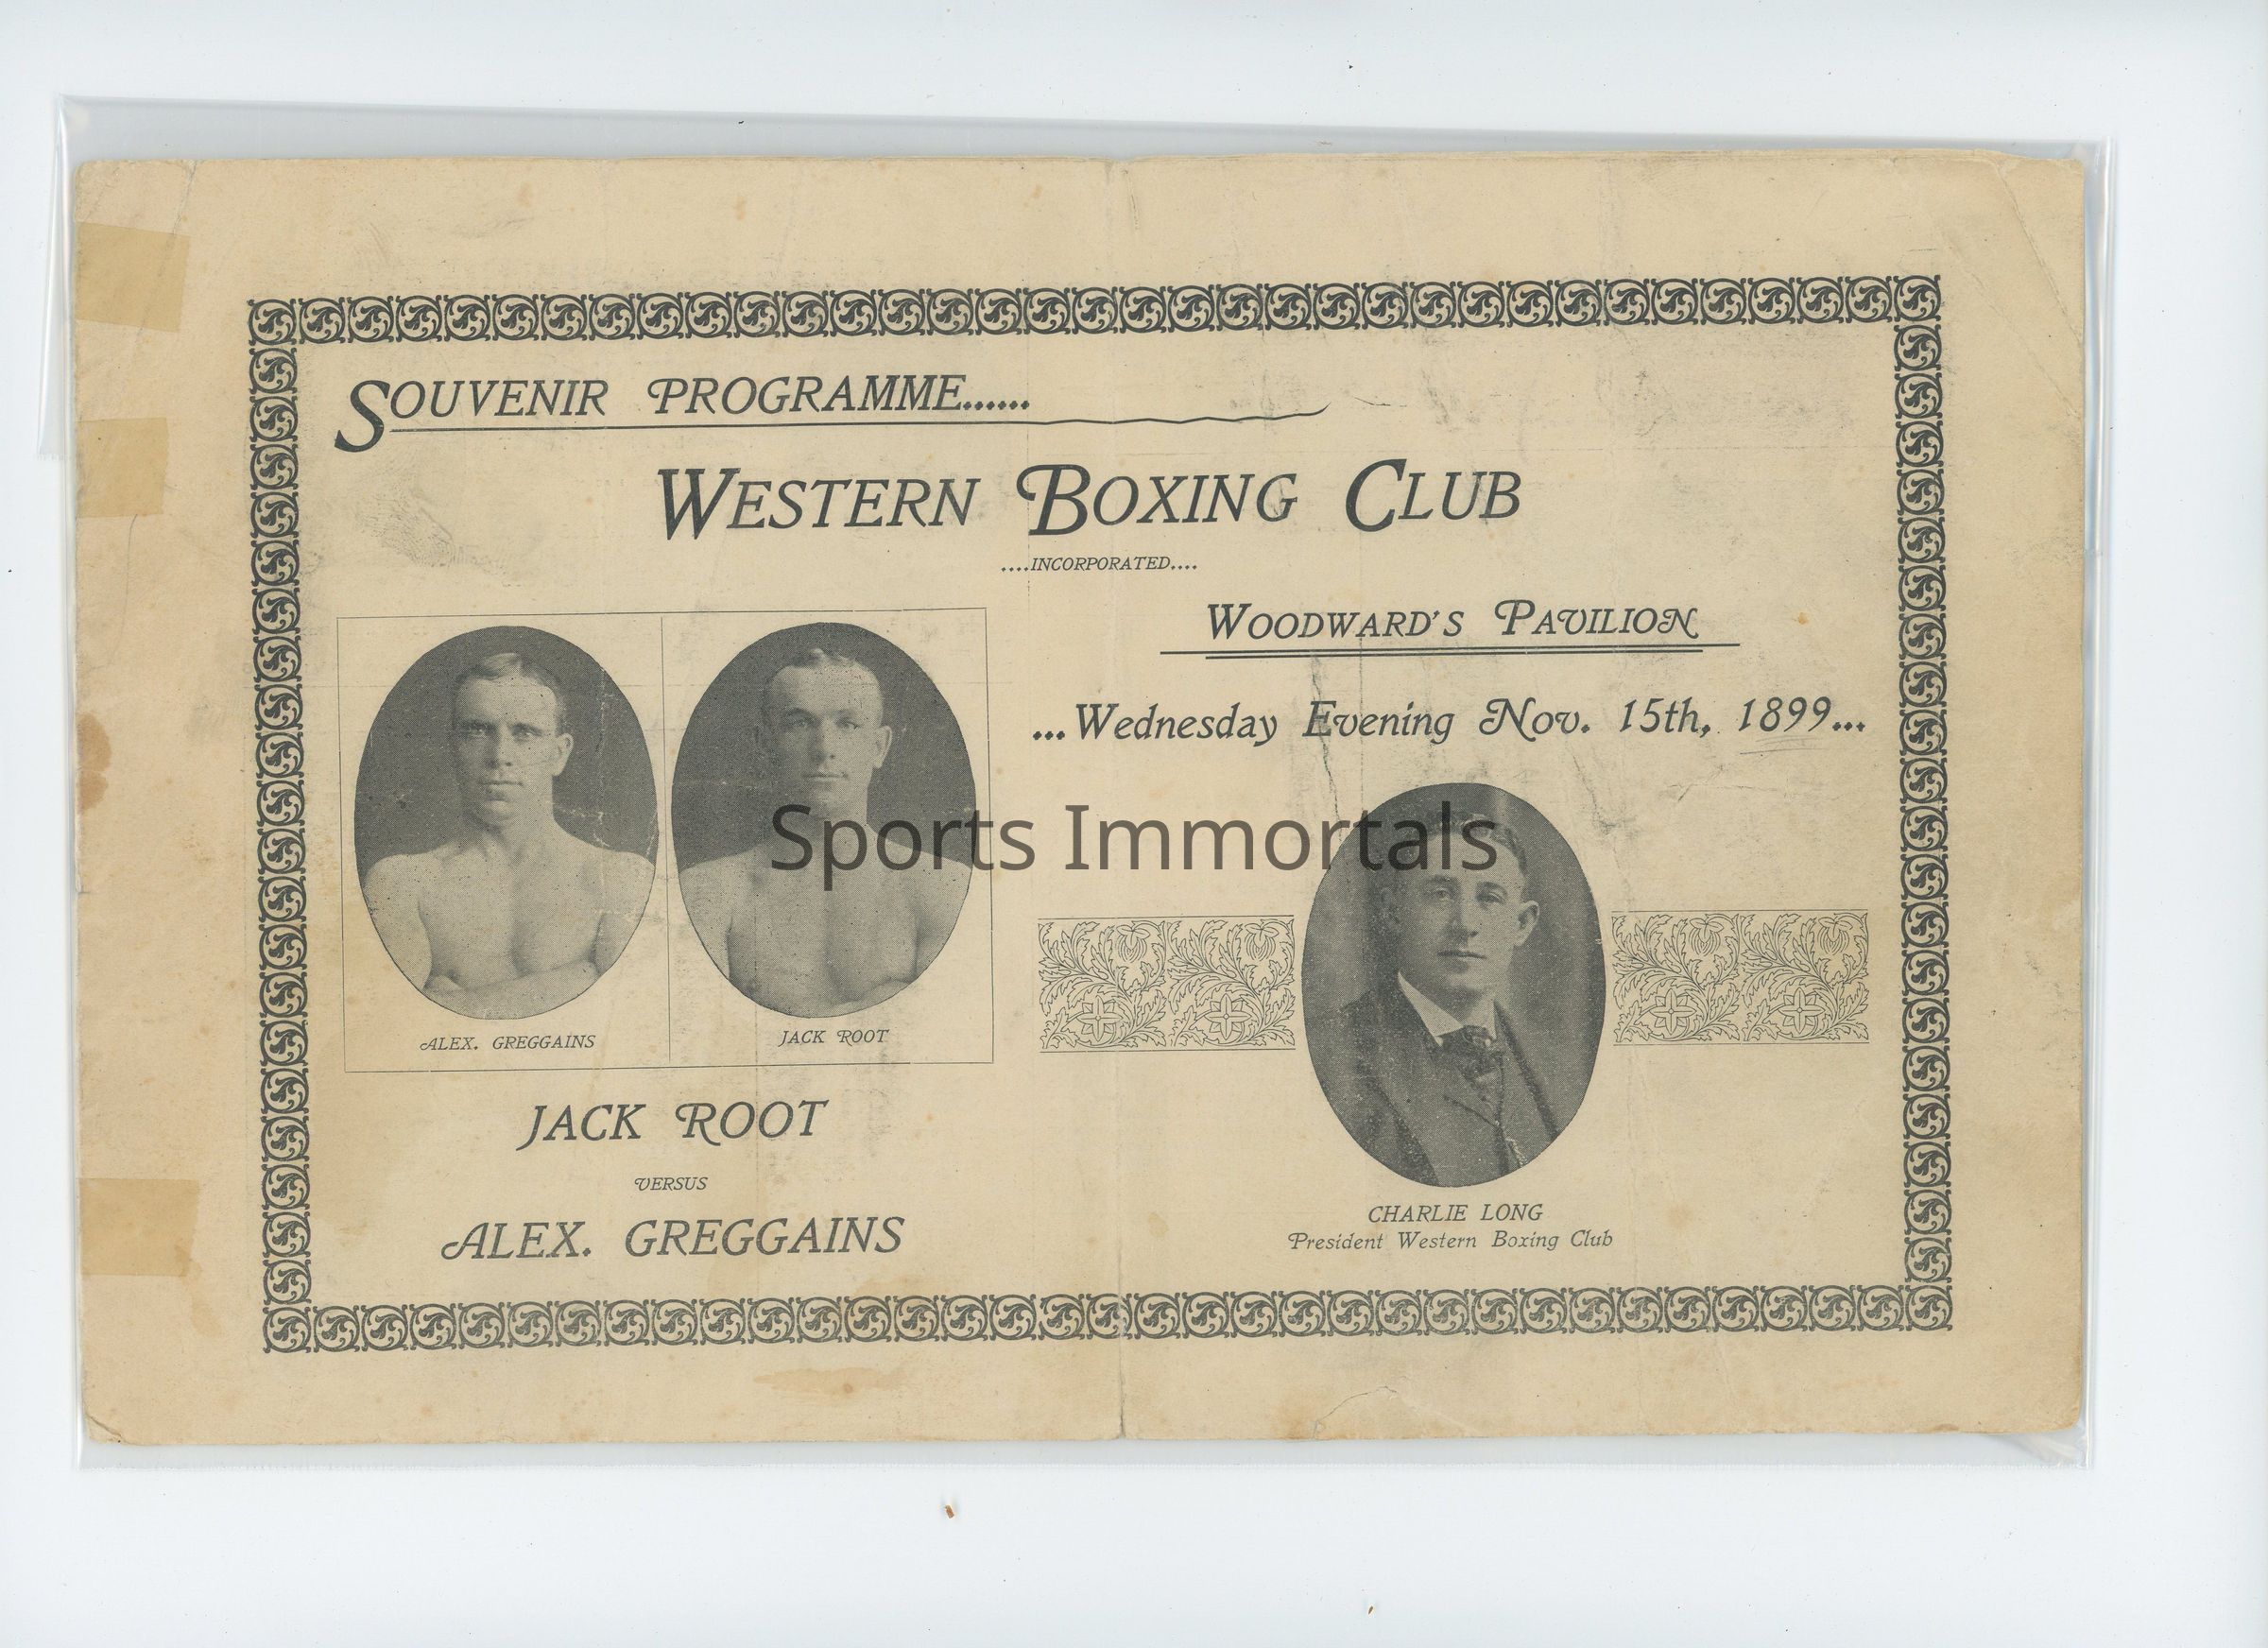 SOUVENIR PROGRAMME......
WESTERN BOXING CLUB
....INCORPORATED....
WOODWARD'S PAVILION
...Wednesday Evening Nov. 15th, 1899...
Sports Immortals
ALEX. GREGGAINS
JACK ROOT
JACK ROOT
VERSUS
ALEX. GREGGAINS
CHARLIE LONG
President Western Boxing Club